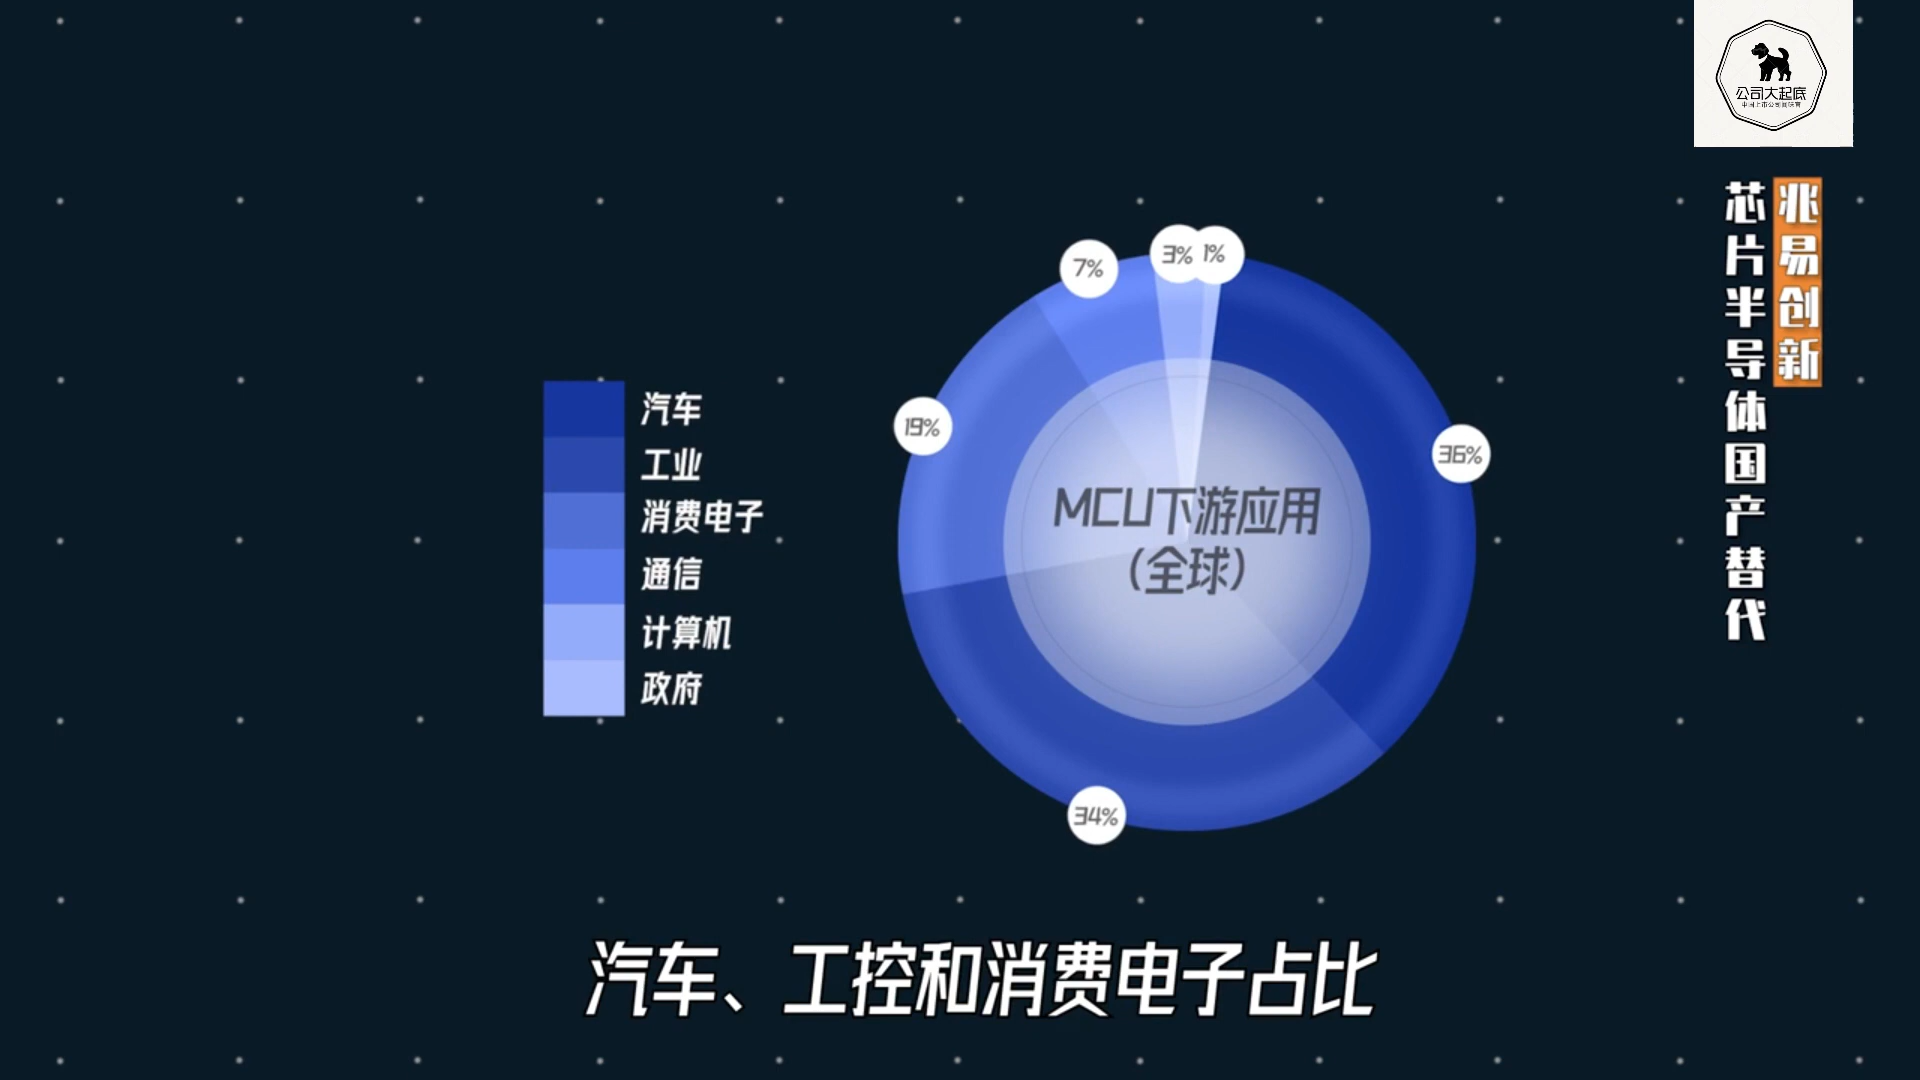 公司大起底
兆易创新
芯片半导体国产替代
3%
1%
7%
19%
36%
34%
汽车
工业
消费电子
通信
计算机
政府
MCU下游应用
(全球)
汽车、工控和消费电子占比